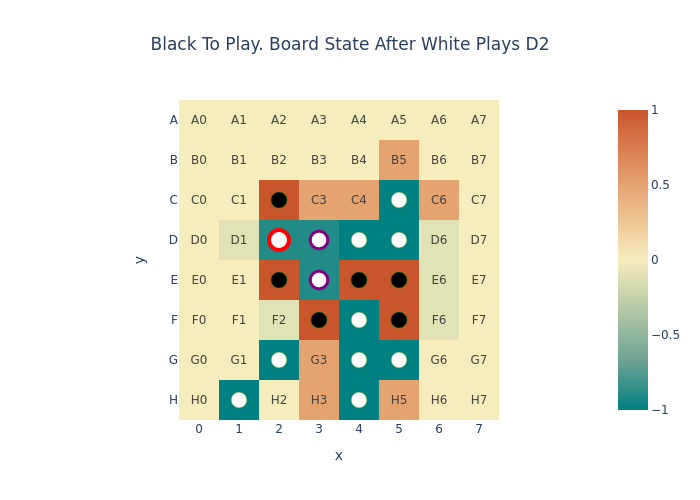 Black To Play. Board State After White Plays D2
A A0 A1 A2 A3 A4 A5 A6 A7
B B0 B1 B2 B3 B4 B5 B6 B7
C C0 C1 C3 C4 C6 C7
D D0 D1 D6 D7
E E0 E1 E6 E7
F F0 F1 F2 F6 F7
G G0 G1 G3 G6 G7
H H0 H2 H3 H5 H6 H7
0 1 2 3 4 5 6 7
x
y
1
0.5
0
−0.5
−1